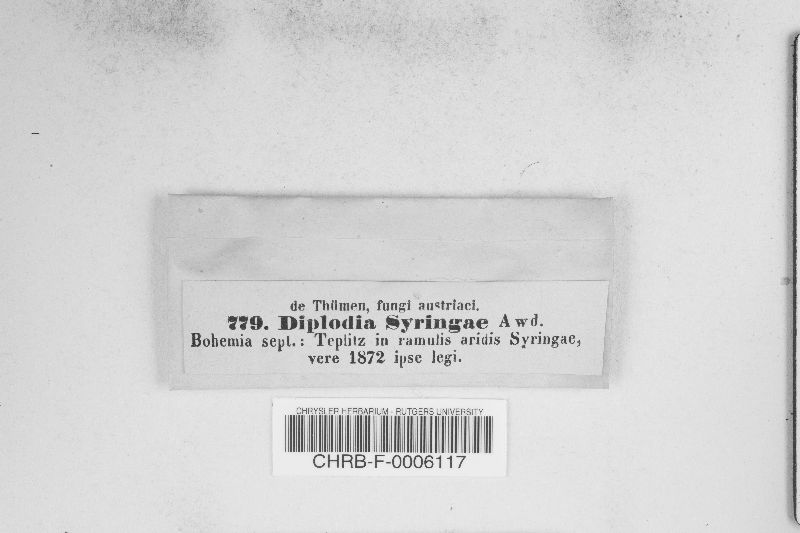 de Thümen, fungi austriaci.
779. Diplodia Syringae Awd.
Bohemia sept.: Teplitz in ramulis aridis Syringae,
vere 1872 ipse legi.
CHRYSLER HERBARIUM - RUTGERS UNIVERSITY
CHRB-F-0006117